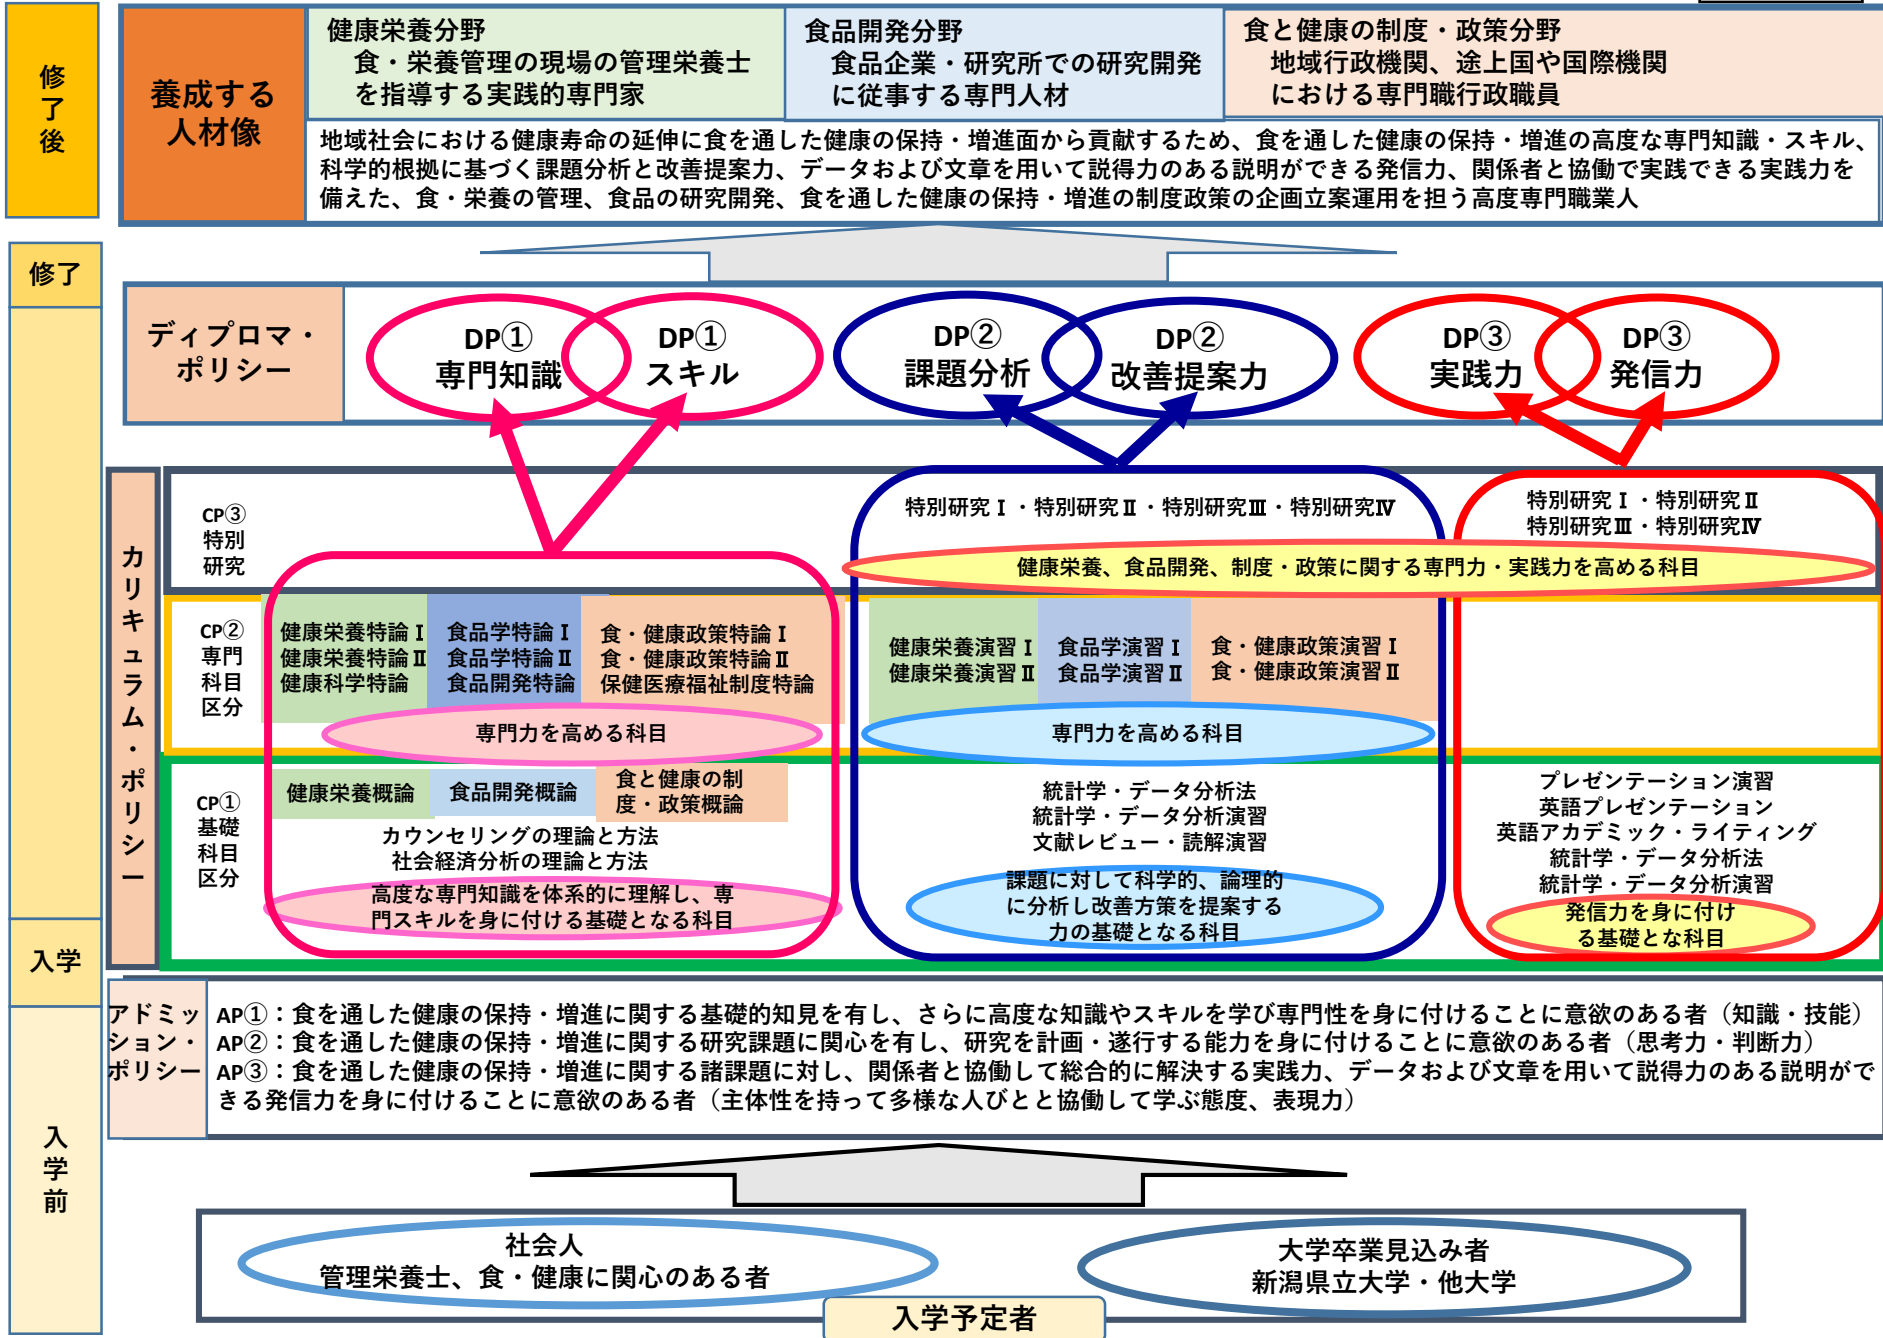 修了後
養成する
人材像
健康栄養分野
食・栄養管理の現場の管理栄養士
を指導する実践的専門家
食品開発分野
食品企業・研究所での研究開発
に従事する専門人材
食と健康の制度・政策分野
地域行政機関、途上国や国際機関
における専門職行政職員
地域社会における健康寿命の延伸に食を通した健康の保持・増進面から貢献するため、食を通した健康の保持・増進の高度な専門知識・スキル、
科学的根拠に基づく課題分析と改善提案力、データおよび文章を用いて説得力のある説明ができる発信力、関係者と協働で実践できる実践力を
備えた、食・栄養の管理、食品の研究開発、食を通した健康の保持・増進の制度政策の企画立案運用を担う高度専門職業人
修了
ディプロマ・
ポリシー
DP①
専門知識
DP①
スキル
DP②
課題分析
DP②
改善提案力
DP③
実践力
DP③
発信力
カリキュラム・ポリシー
CP③
特別
研究
特別研究Ⅰ・特別研究Ⅱ・特別研究Ⅲ・特別研究Ⅳ
特別研究Ⅰ・特別研究Ⅱ
特別研究Ⅲ・特別研究Ⅳ
健康栄養、食品開発、制度・政策に関する専門力・実践力を高める科目
CP②
専門
科目
区分
健康栄養特論Ⅰ
健康栄養特論Ⅱ
健康科学特論
食品学特論Ⅰ
食品学特論Ⅱ
食品開発特論
食・健康政策特論Ⅰ
食・健康政策特論Ⅱ
保健医療福祉制度特論
専門力を高める科目
健康栄養演習Ⅰ
健康栄養演習Ⅱ
食品学演習Ⅰ
食品学演習Ⅱ
食・健康政策演習Ⅰ
食・健康政策演習Ⅱ
専門力を高める科目
CP①
基礎
科目
区分
健康栄養概論
食品開発概論
食と健康の制
度・政策概論
カウンセリングの理論と方法
社会経済分析の理論と方法
高度な専門知識を体系的に理解し、専
門スキルを身に付ける基礎となる科目
統計学・データ分析法
統計学・データ分析演習
文献レビュー・読解演習
課題に対して科学的、論理的
に分析し改善方策を提案する
力の基礎となる科目
プレゼンテーション演習
英語プレゼンテーション
英語アカデミック・ライティング
統計学・データ分析法
統計学・データ分析演習
発信力を身に付け
る基礎とな科目
入学
アドミッ
ション・
ポリシー
AP①：食を通した健康の保持・増進に関する基礎的知見を有し、さらに高度な知識やスキルを学び専門性を身に付けることに意欲のある者（知識・技能）
AP②：食を通した健康の保持・増進に関する研究課題に関心を有し、研究を計画・遂行する能力を身に付けることに意欲のある者（思考力・判断力）
AP③：食を通した健康の保持・増進に関する諸課題に対し、関係者と協働して総合的に解決する実践力、データおよび文章を用いて説得力のある説明がで
きる発信力を身に付けることに意欲のある者（主体性を持って多様な人びとと協働して学ぶ態度、表現力）
入学前
社会人
管理栄養士、食・健康に関心のある者
大学卒業見込み者
新潟県立大学・他大学
入学予定者